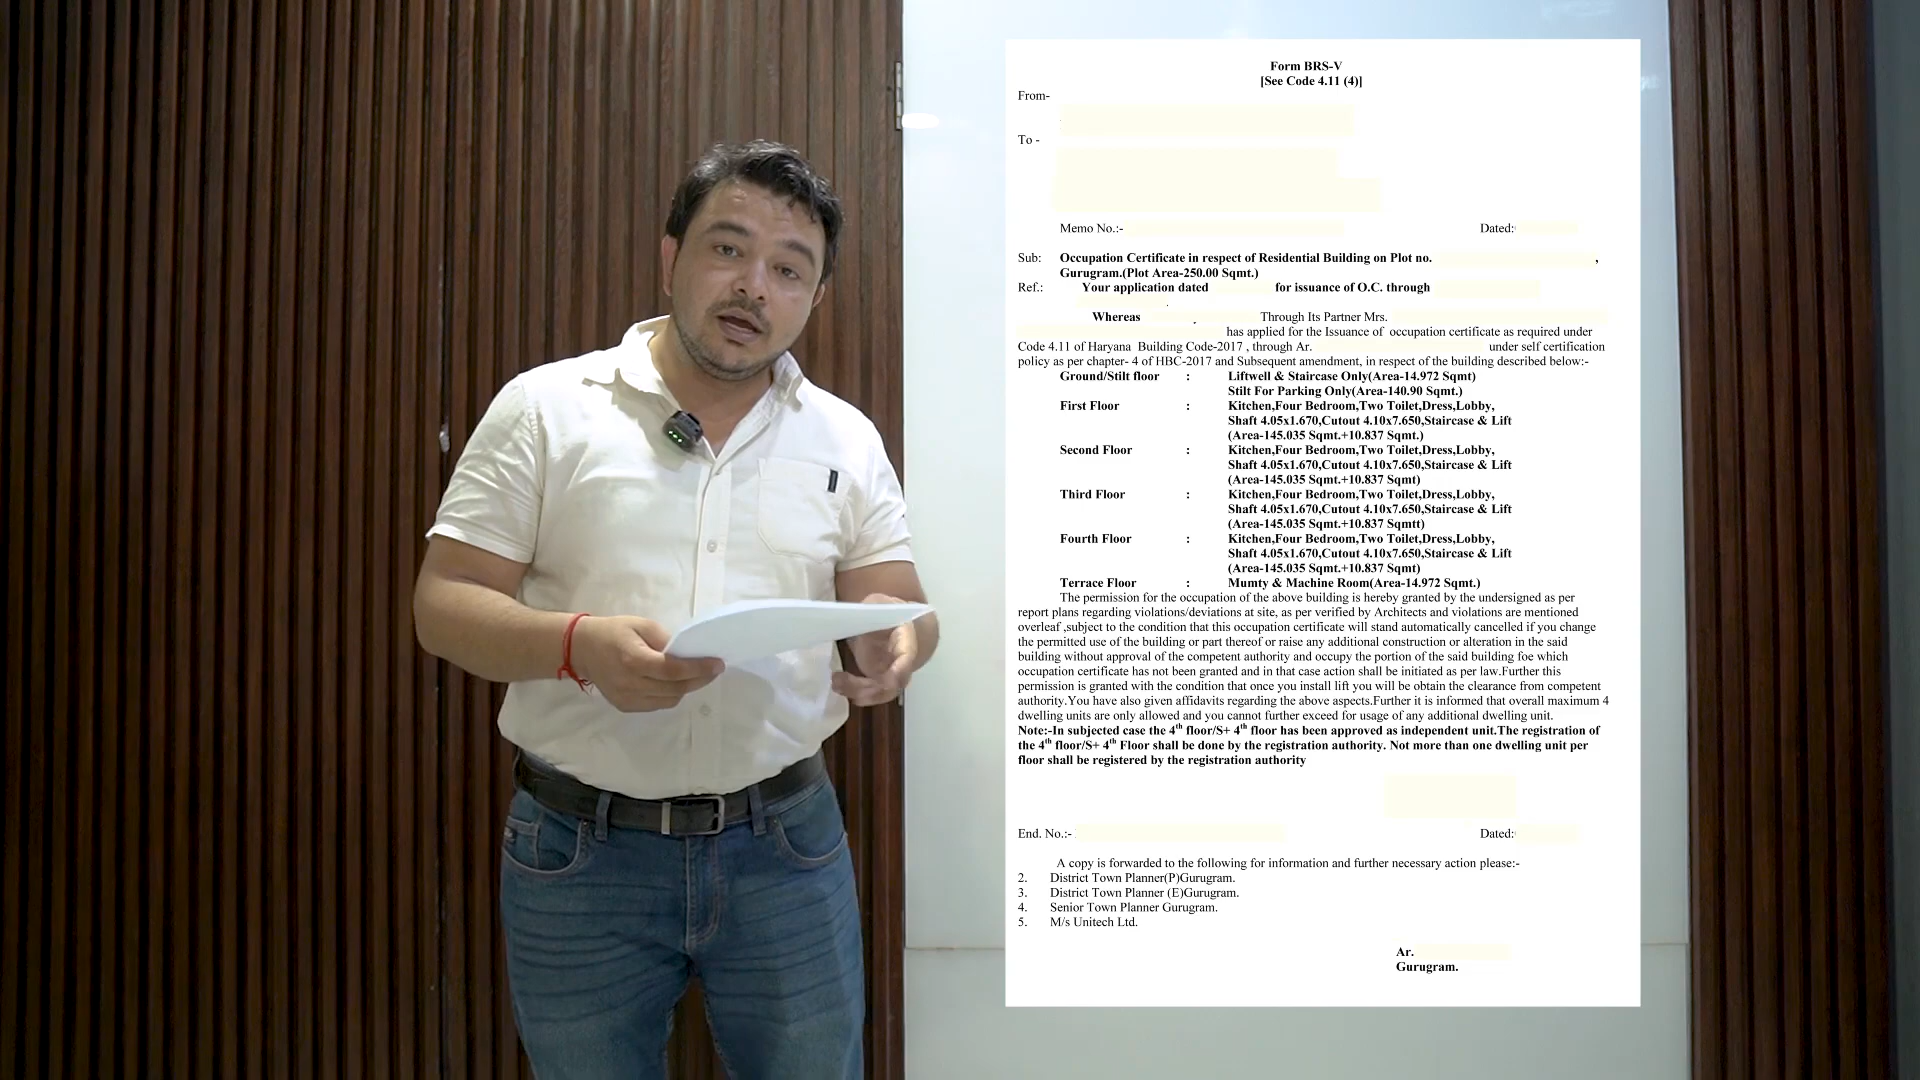 Form BRS-V
[See Code 4.11 (4)]
From-
To -
Memo No.:- Dated:
Sub: Occupation Certificate in respect of Residential Building on Plot no. ,
Gurugram.(Plot Area-250.00 Sqmt.)
Ref.: Your application dated for issuance of O.C. through
.
Whereas , Through Its Partner Mrs.
has applied for the Issuance of occupation certificate as required under
Code 4.11 of Haryana Building Code-2017 , through Ar. under self certification
policy as per chapter- 4 of HBC-2017 and Subsequent amendment, in respect of the building described below:-
Ground/Stilt floor : Liftwell & Staircase Only(Area-14.972 Sqmt)
Stilt For Parking Only(Area-140.90 Sqmt.)
First Floor : Kitchen,Four Bedroom,Two Toilet,Dress,Lobby,
Shaft 4.05x1.670,Cutout 4.10x7.650,Staircase & Lift
(Area-145.035 Sqmt.+10.837 Sqmt.)
Second Floor : Kitchen,Four Bedroom,Two Toilet,Dress,Lobby,
Shaft 4.05x1.670,Cutout 4.10x7.650,Staircase & Lift
(Area-145.035 Sqmt.+10.837 Sqmt)
Third Floor : Kitchen,Four Bedroom,Two Toilet,Dress,Lobby,
Shaft 4.05x1.670,Cutout 4.10x7.650,Staircase & Lift
(Area-145.035 Sqmt.+10.837 Sqmtt)
Fourth Floor : Kitchen,Four Bedroom,Two Toilet,Dress,Lobby,
Shaft 4.05x1.670,Cutout 4.10x7.650,Staircase & Lift
(Area-145.035 Sqmt.+10.837 Sqmt)
Terrace Floor : Mumty & Machine Room(Area-14.972 Sqmt.)
The permission for the occupation of the above building is hereby granted by the undersigned as per
report plans regarding violations/deviations at site, as per verified by Architects and violations are mentioned
overleaf ,subject to the condition that this occupation certificate will stand automatically cancelled if you change
the permitted use of the building or part thereof or raise any additional construction or alteration in the said
building without approval of the competent authority and occupy the portion of the said building foe which
occupation certificate has not been granted and in that case action shall be initiated as per law.Further this
permission is granted with the condition that once you install lift you will be obtain the clearance from competent
authority.You have also given affidavits regarding the above aspects.Further it is informed that overall maximum 4
dwelling units are only allowed and you cannot further exceed for usage of any additional dwelling unit.
Note:-In subjected case the 4th floor/S+ 4th floor has been approved as independent unit.The registration of
the 4th floor/S+ 4th Floor shall be done by the registration authority. Not more than one dwelling unit per
floor shall be registered by the registration authority
End. No.:- Dated:
A copy is forwarded to the following for information and further necessary action please:-
2. District Town Planner(P)Gurugram.
3. District Town Planner (E)Gurugram.
4. Senior Town Planner Gurugram.
5. M/s Unitech Ltd.
Ar.
Gurugram.